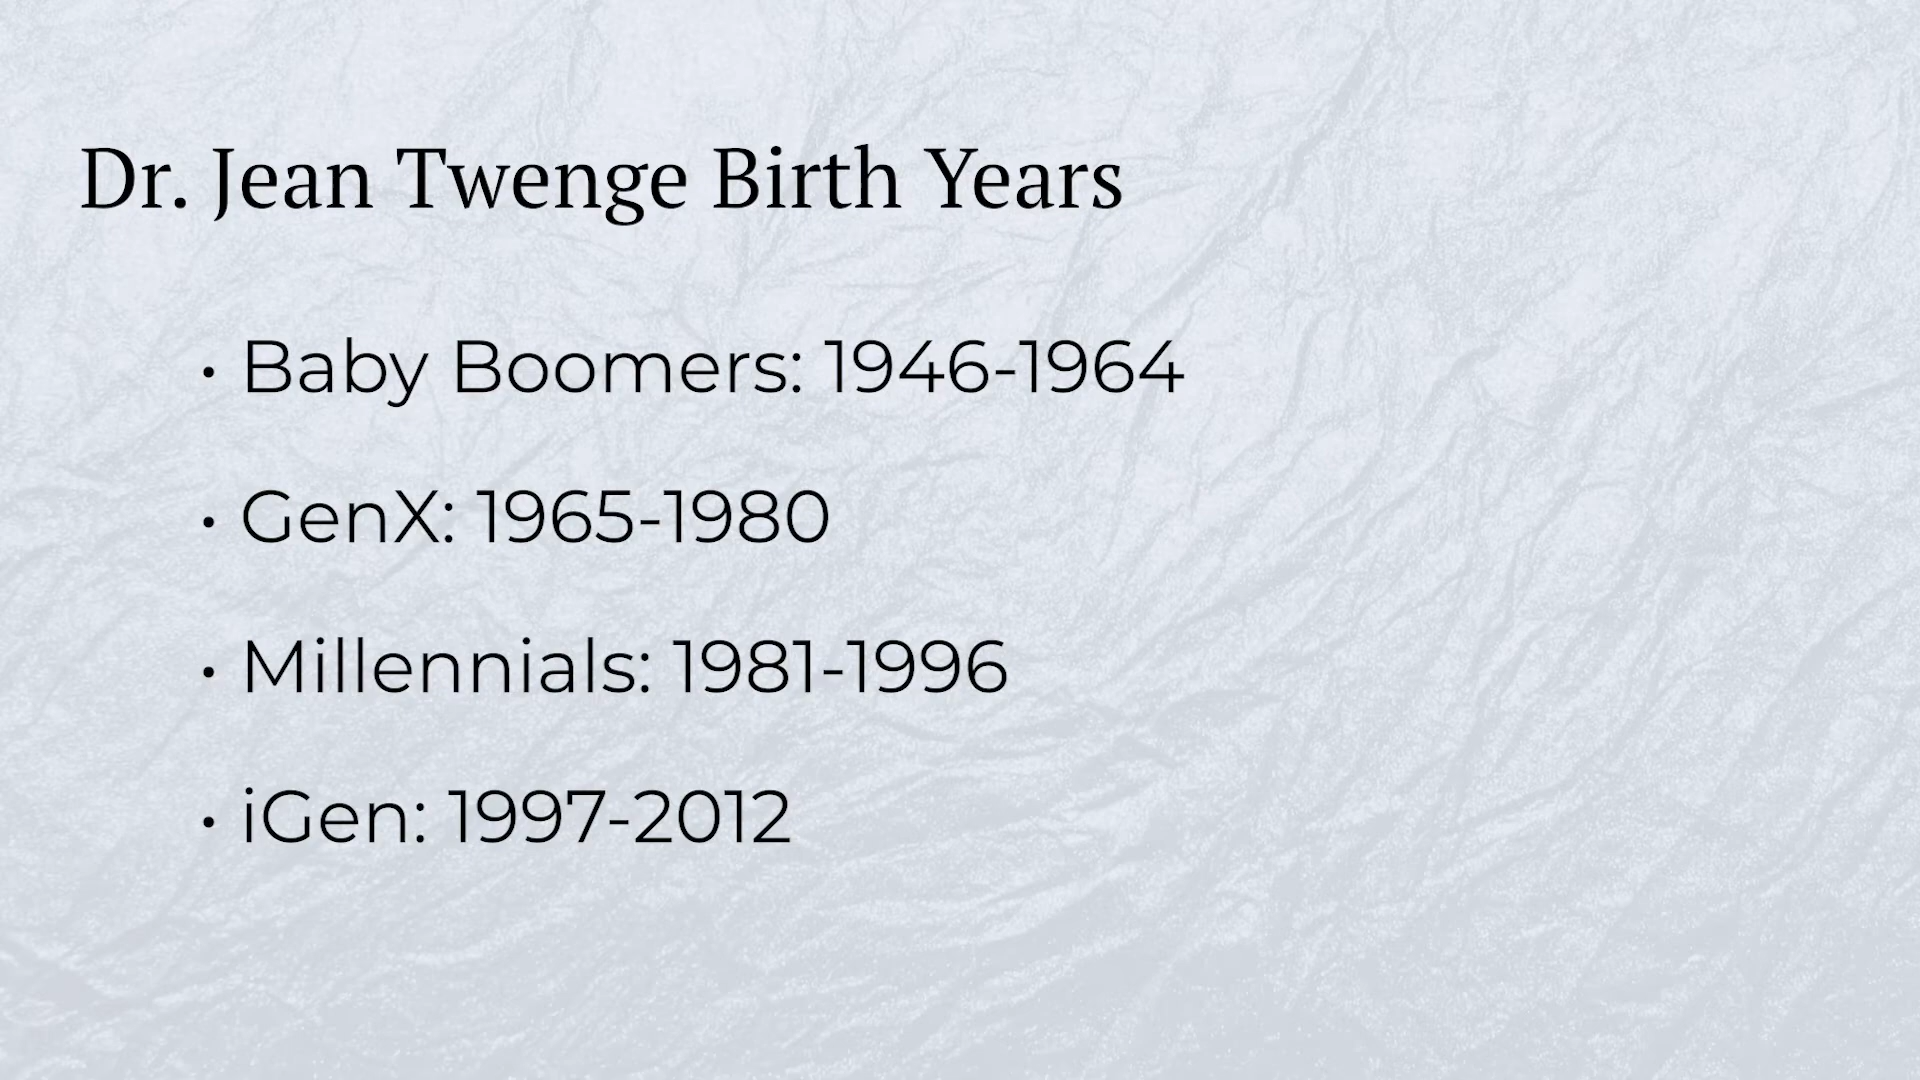 Dr. Jean Twenge Birth Years
• Baby Boomers: 1946-1964
• GenX: 1965-1980
• Millennials: 1981-1996
• iGen: 1997-2012